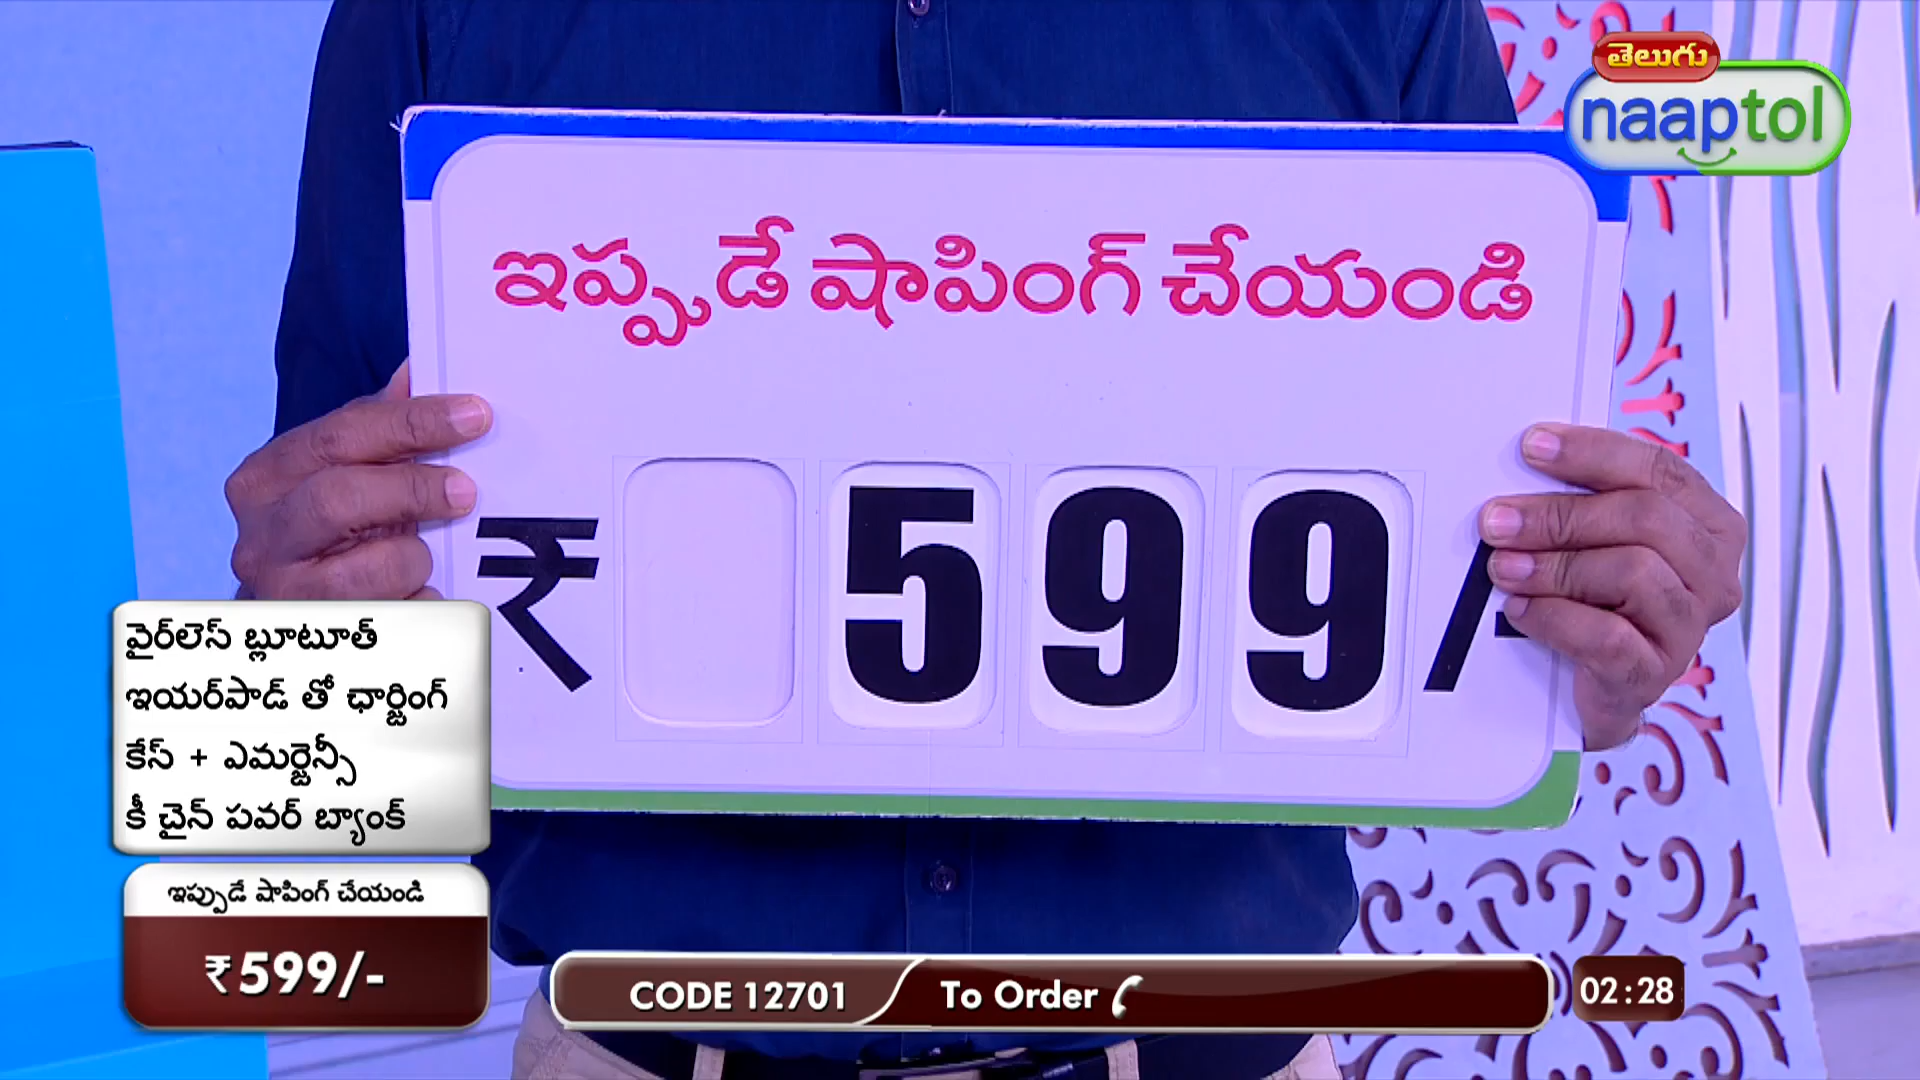 తెలుగు
naaptol
ఇప్పుడే షాపింగ్ చేయండి
₹ 599/-
వైర్‌లెస్ బ్లూటూత్
ఇయర్‌పాడ్ తో ఛార్జింగ్
కేస్ + ఎమర్జెన్సీ
కీ చైన్ పవర్ బ్యాంక్
ఇప్పుడే షాపింగ్ చేయండి
₹599/-
CODE 12701 To Order
02:28